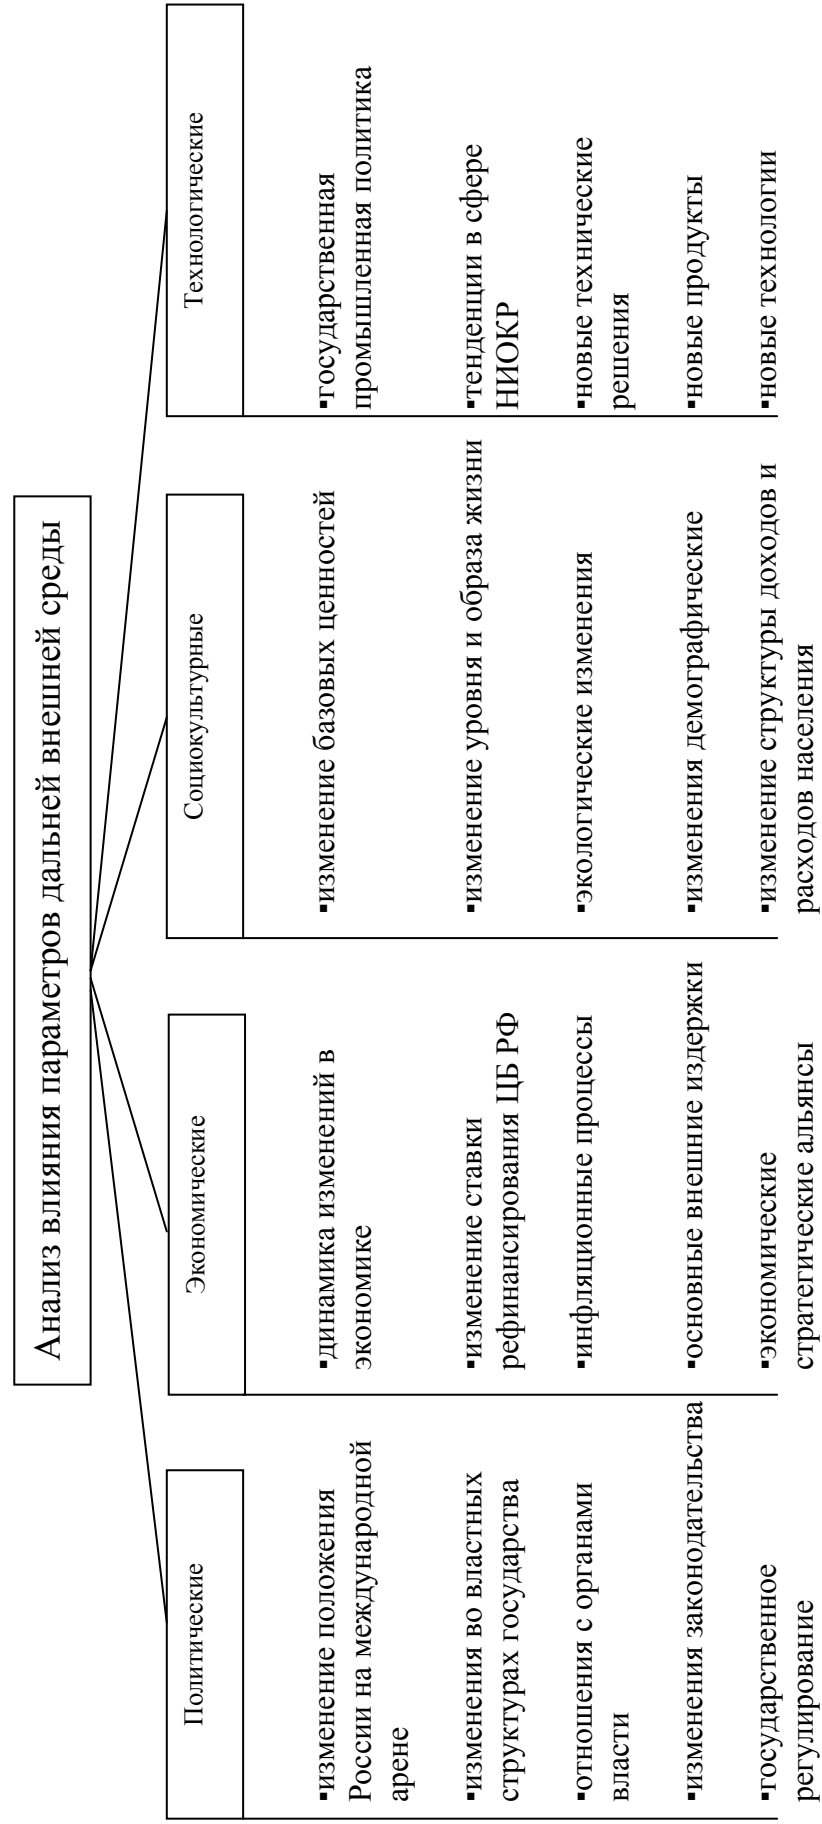 Анализ влияния параметров дальней внешней среды
Политические
▪изменение положения
России на международной
арене
▪изменения во властных
структурах государства
▪отношения с органами
власти
▪изменения законодательства
▪государственное
регулирование
Экономические
▪динамика изменений в
экономике
▪изменение ставки
рефинансирования ЦБ РФ
▪инфляционные процессы
▪основные внешние издержки
▪экономические
стратегические альянсы
Социокультурные
▪изменение базовых ценностей
▪изменение уровня и образа жизни
▪экологические изменения
▪изменения демографические
▪изменение структуры доходов и
расходов населения
Технологические
▪государственная
промышленная политика
▪тенденции в сфере
НИОКР
▪новые технические
решения
▪новые продукты
▪новые технологии